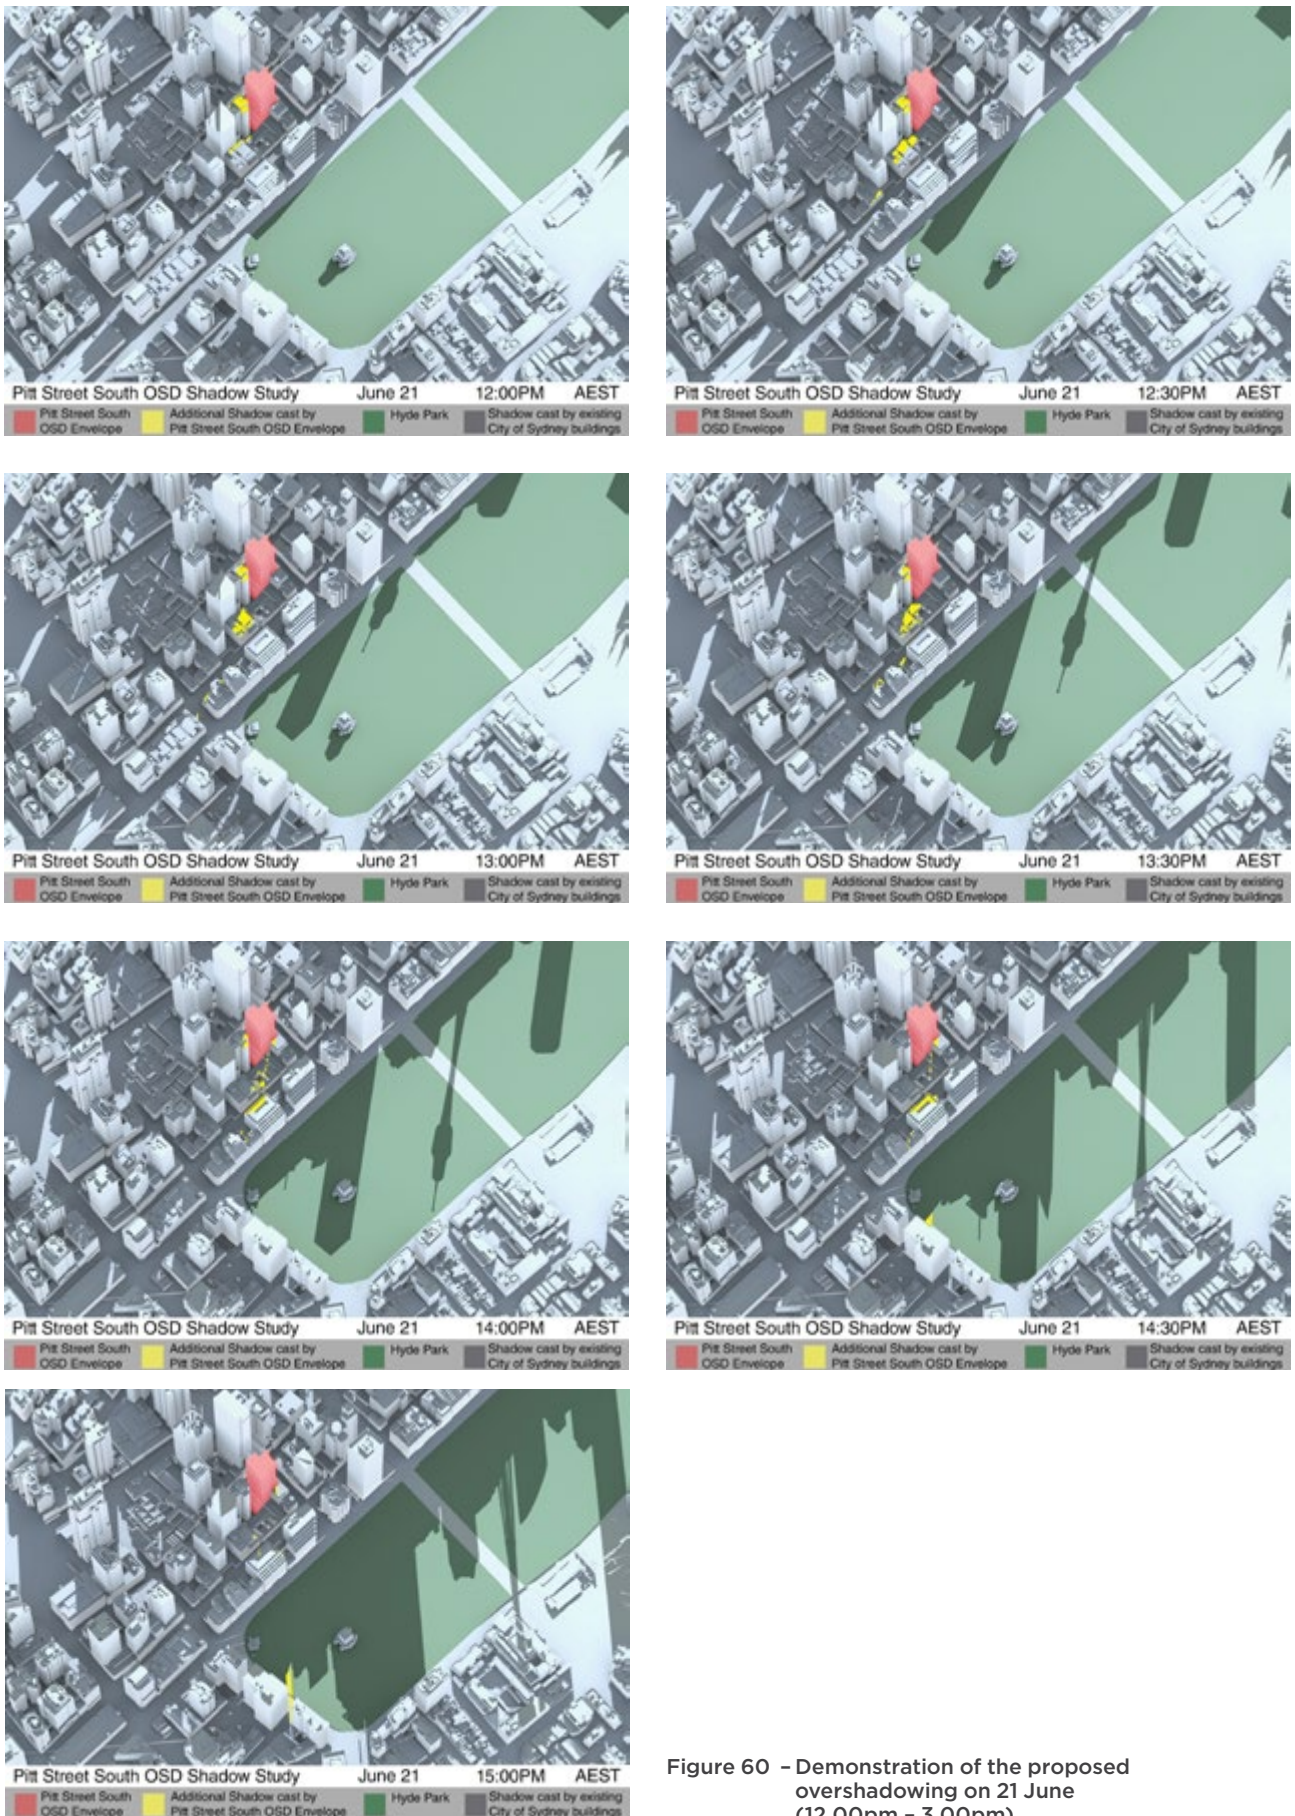 Pitt Street South OSD Shadow Study June 21 12:00PM AEST
Pitt Street South OSD Envelope Additional Shadow cast by Pitt Street South OSD Envelope Hyde Park Shadow cast by existing City of Sydney buildings
Pitt Street South OSD Shadow Study June 21 12:30PM AEST
Pitt Street South OSD Envelope Additional Shadow cast by Pitt Street South OSD Envelope Hyde Park Shadow cast by existing City of Sydney buildings
Pitt Street South OSD Shadow Study June 21 13:00PM AEST
Pitt Street South OSD Envelope Additional Shadow cast by Pitt Street South OSD Envelope Hyde Park Shadow cast by existing City of Sydney buildings
Pitt Street South OSD Shadow Study June 21 13:30PM AEST
Pitt Street South OSD Envelope Additional Shadow cast by Pitt Street South OSD Envelope Hyde Park Shadow cast by existing City of Sydney buildings
Pitt Street South OSD Shadow Study June 21 14:00PM AEST
Pitt Street South OSD Envelope Additional Shadow cast by Pitt Street South OSD Envelope Hyde Park Shadow cast by existing City of Sydney buildings
Pitt Street South OSD Shadow Study June 21 14:30PM AEST
Pitt Street South OSD Envelope Additional Shadow cast by Pitt Street South OSD Envelope Hyde Park Shadow cast by existing City of Sydney buildings
Pitt Street South OSD Shadow Study June 21 15:00PM AEST
Pitt Street South OSD Envelope Additional Shadow cast by Pitt Street South OSD Envelope Hyde Park Shadow cast by existing City of Sydney buildings
Figure 60 – Demonstration of the proposed
overshadowing on 21 June
(12.00pm – 3.00pm)